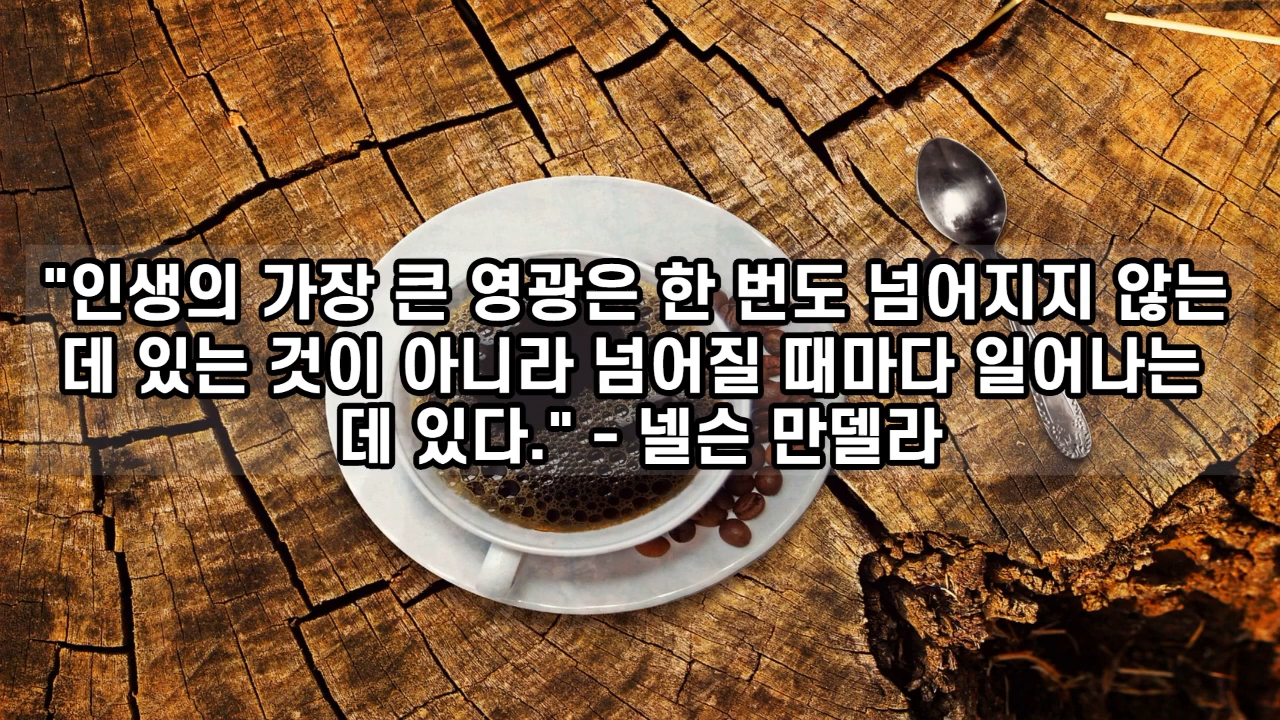 "인생의 가장 큰 영광은 한 번도 넘어지지 않는
데 있는 것이 아니라 넘어질 때마다 일어나는
데 있다." - 넬슨 만델라